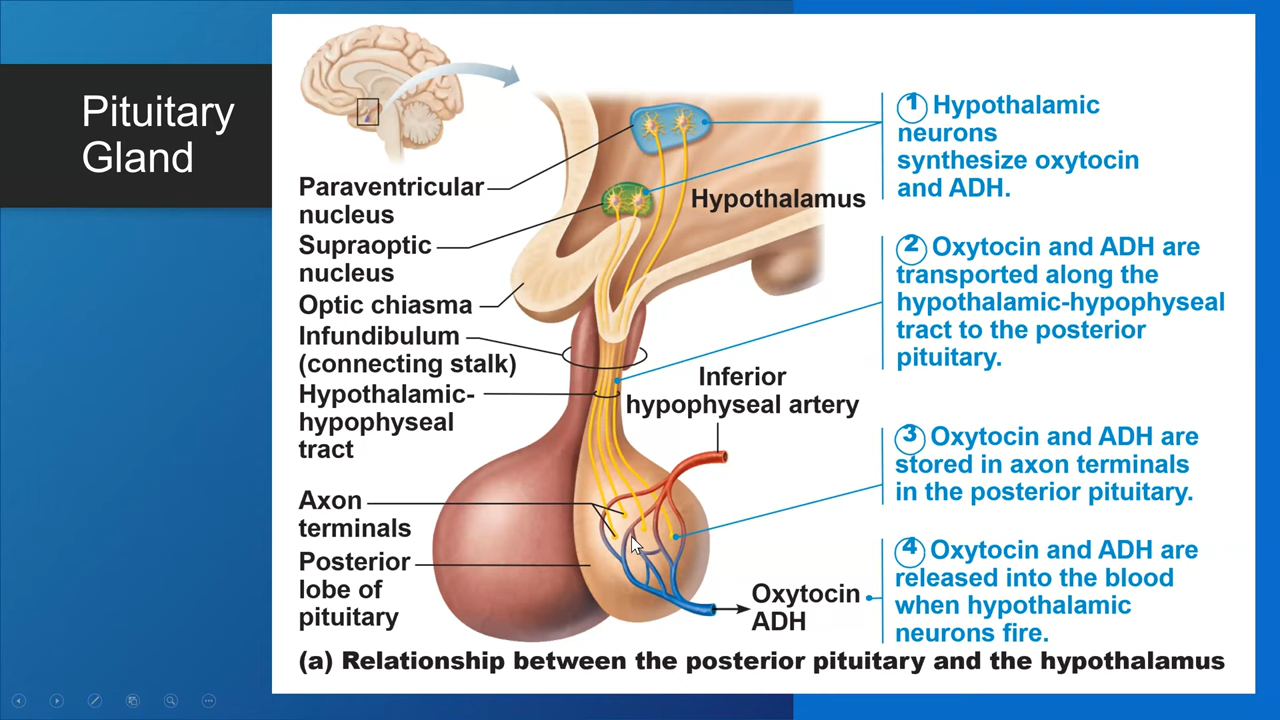 Pituitary
Gland
Paraventricular
nucleus
Supraoptic
nucleus
Optic chiasma
Infundibulum
(connecting stalk)
Hypothalamic-
hypophyseal
tract
Axon
terminals
Posterior
lobe of
pituitary
Hypothalamus
Inferior
hypophyseal artery
Oxytocin
ADH
1 Hypothalamic
neurons
synthesize oxytocin
and ADH.
2 Oxytocin and ADH are
transported along the
hypothalamic-hypophyseal
tract to the posterior
pituitary.
3 Oxytocin and ADH are
stored in axon terminals
in the posterior pituitary.
4 Oxytocin and ADH are
released into the blood
when hypothalamic
neurons fire.
(a) Relationship between the posterior pituitary and the hypothalamus